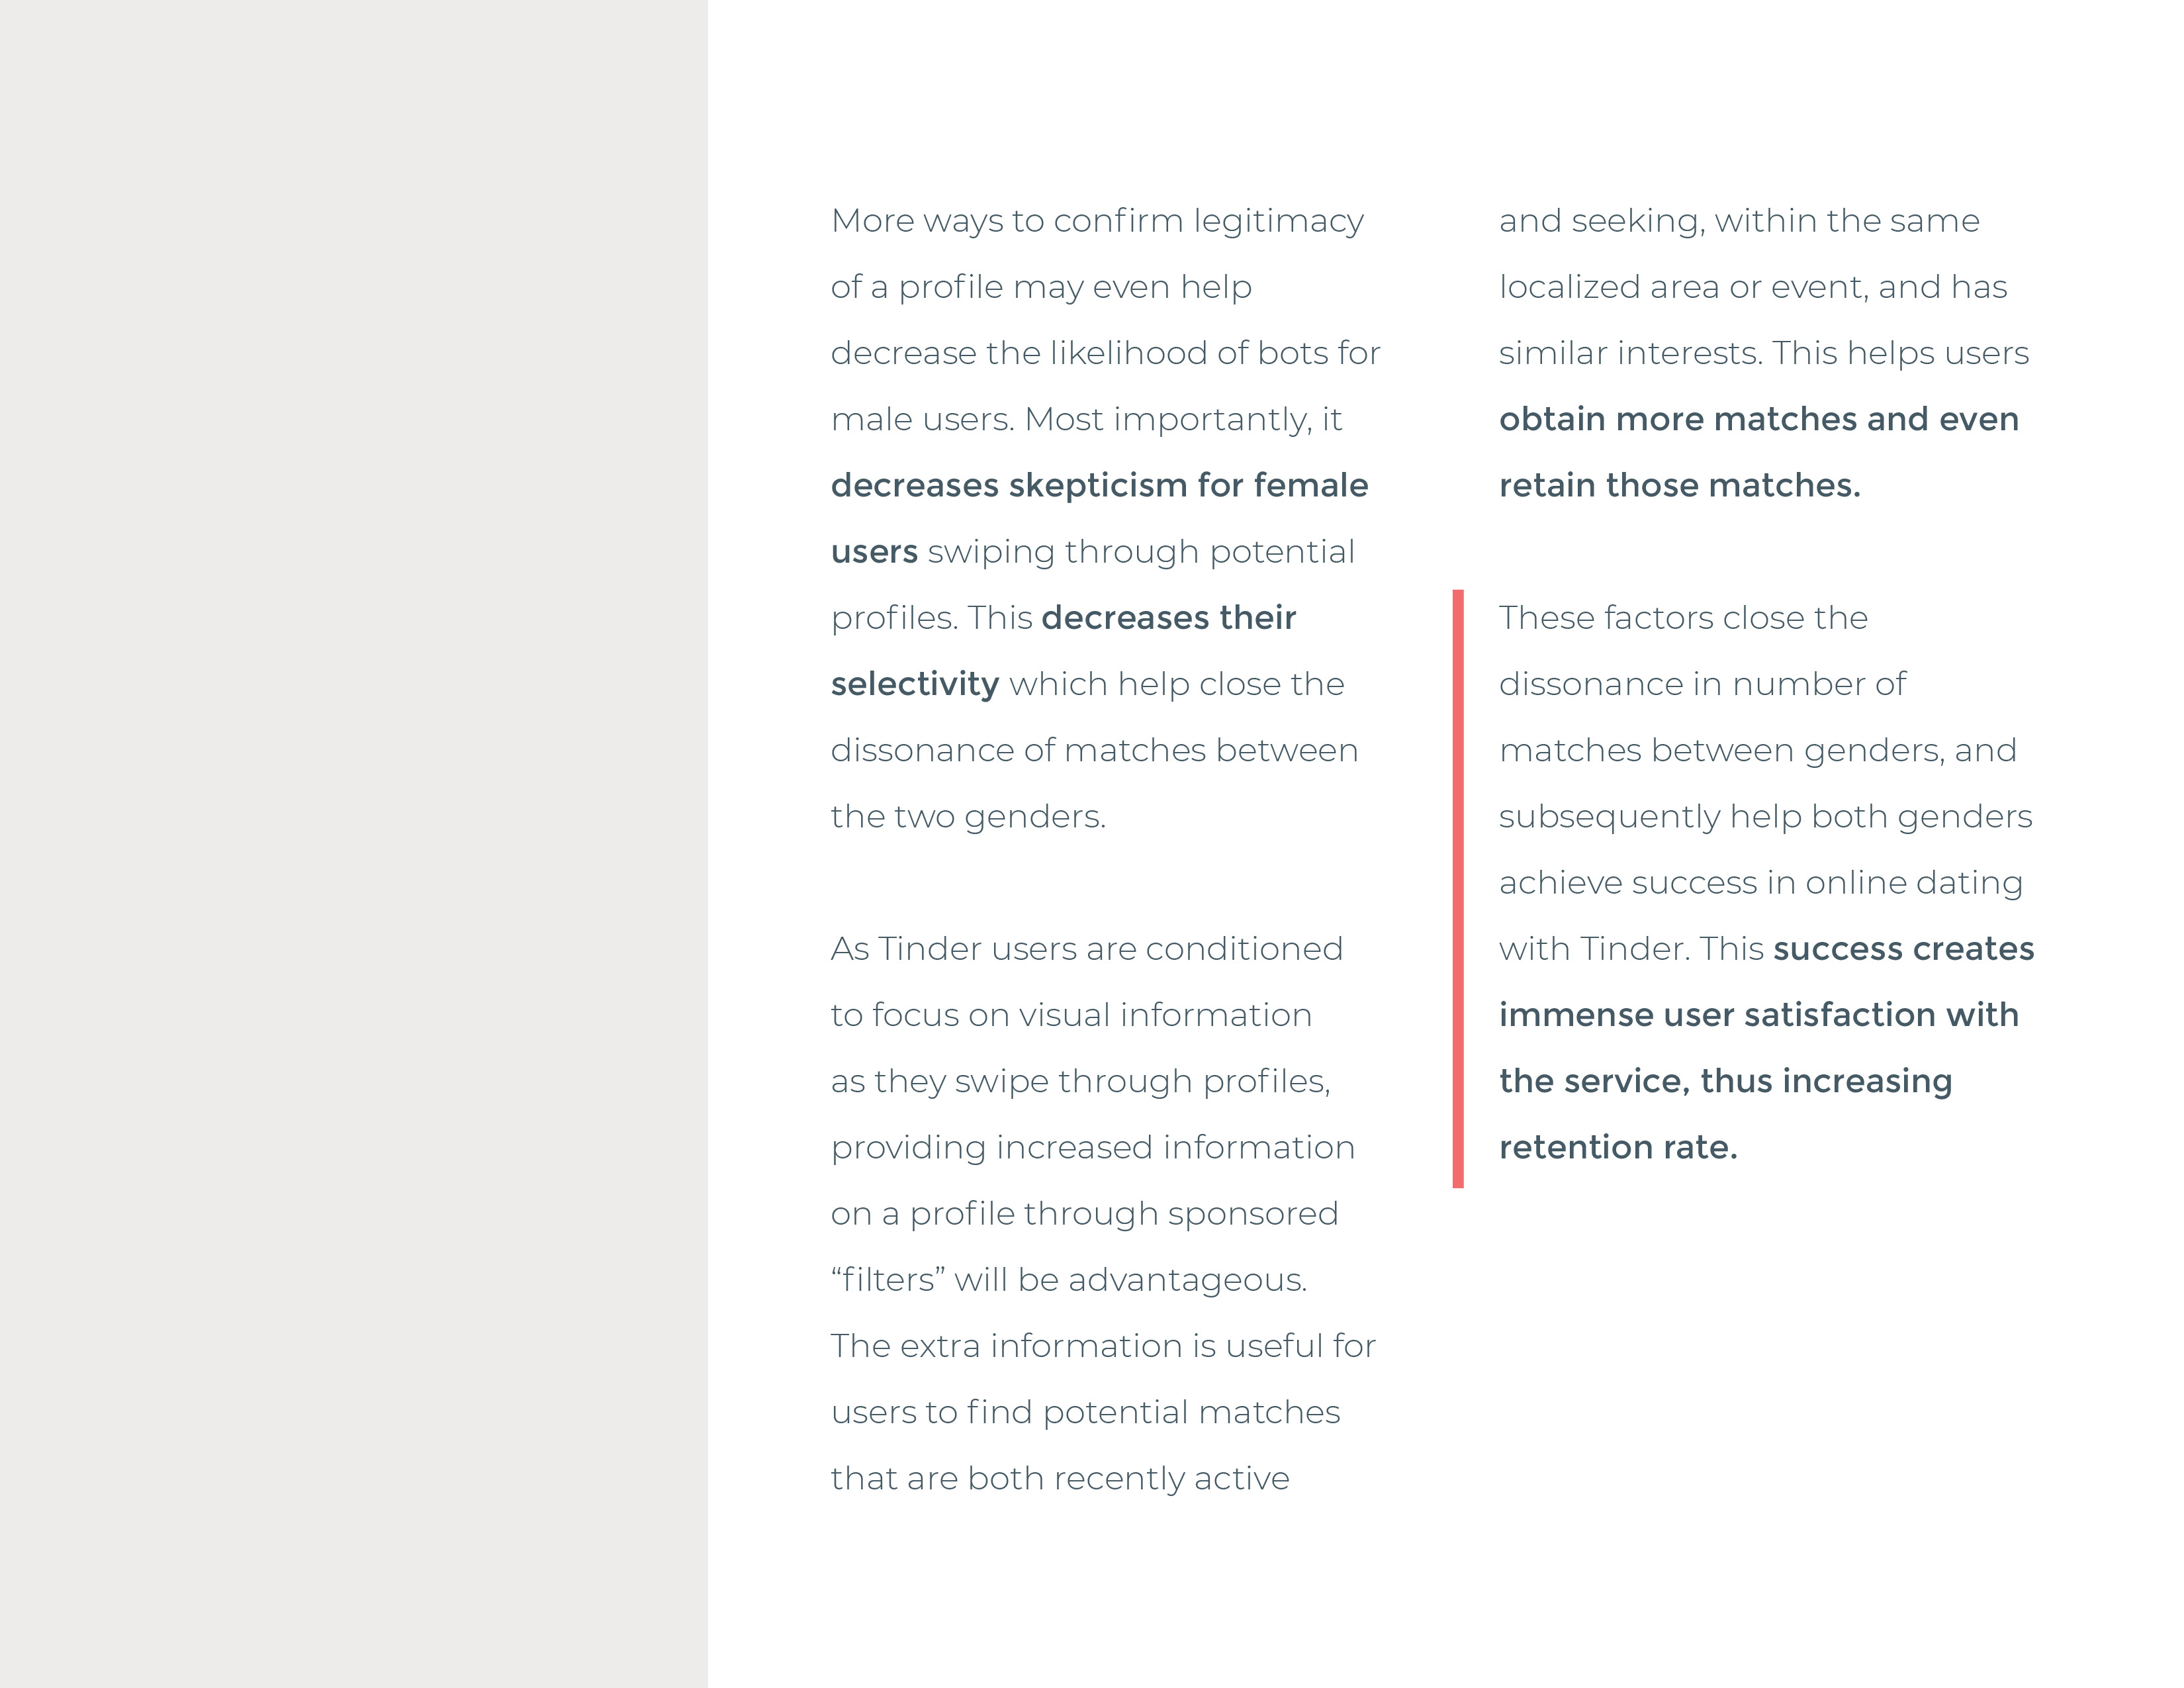 More ways to confirm legitimacy
of a profile may even help
decrease the likelihood of bots for
male users. Most importantly, it
decreases skepticism for female
users swiping through potential
profiles. This decreases their
selectivity which help close the
dissonance of matches between
the two genders.
As Tinder users are conditioned
to focus on visual information
as they swipe through profiles,
providing increased information
on a profile through sponsored
“filters” will be advantageous.
The extra information is useful for
users to find potential matches
that are both recently active
and seeking, within the same
localized area or event, and has
similar interests. This helps users
obtain more matches and even
retain those matches.
These factors close the
dissonance in number of
matches between genders, and
subsequently help both genders
achieve success in online dating
with Tinder. This success creates
immense user satisfaction with
the service, thus increasing
retention rate.